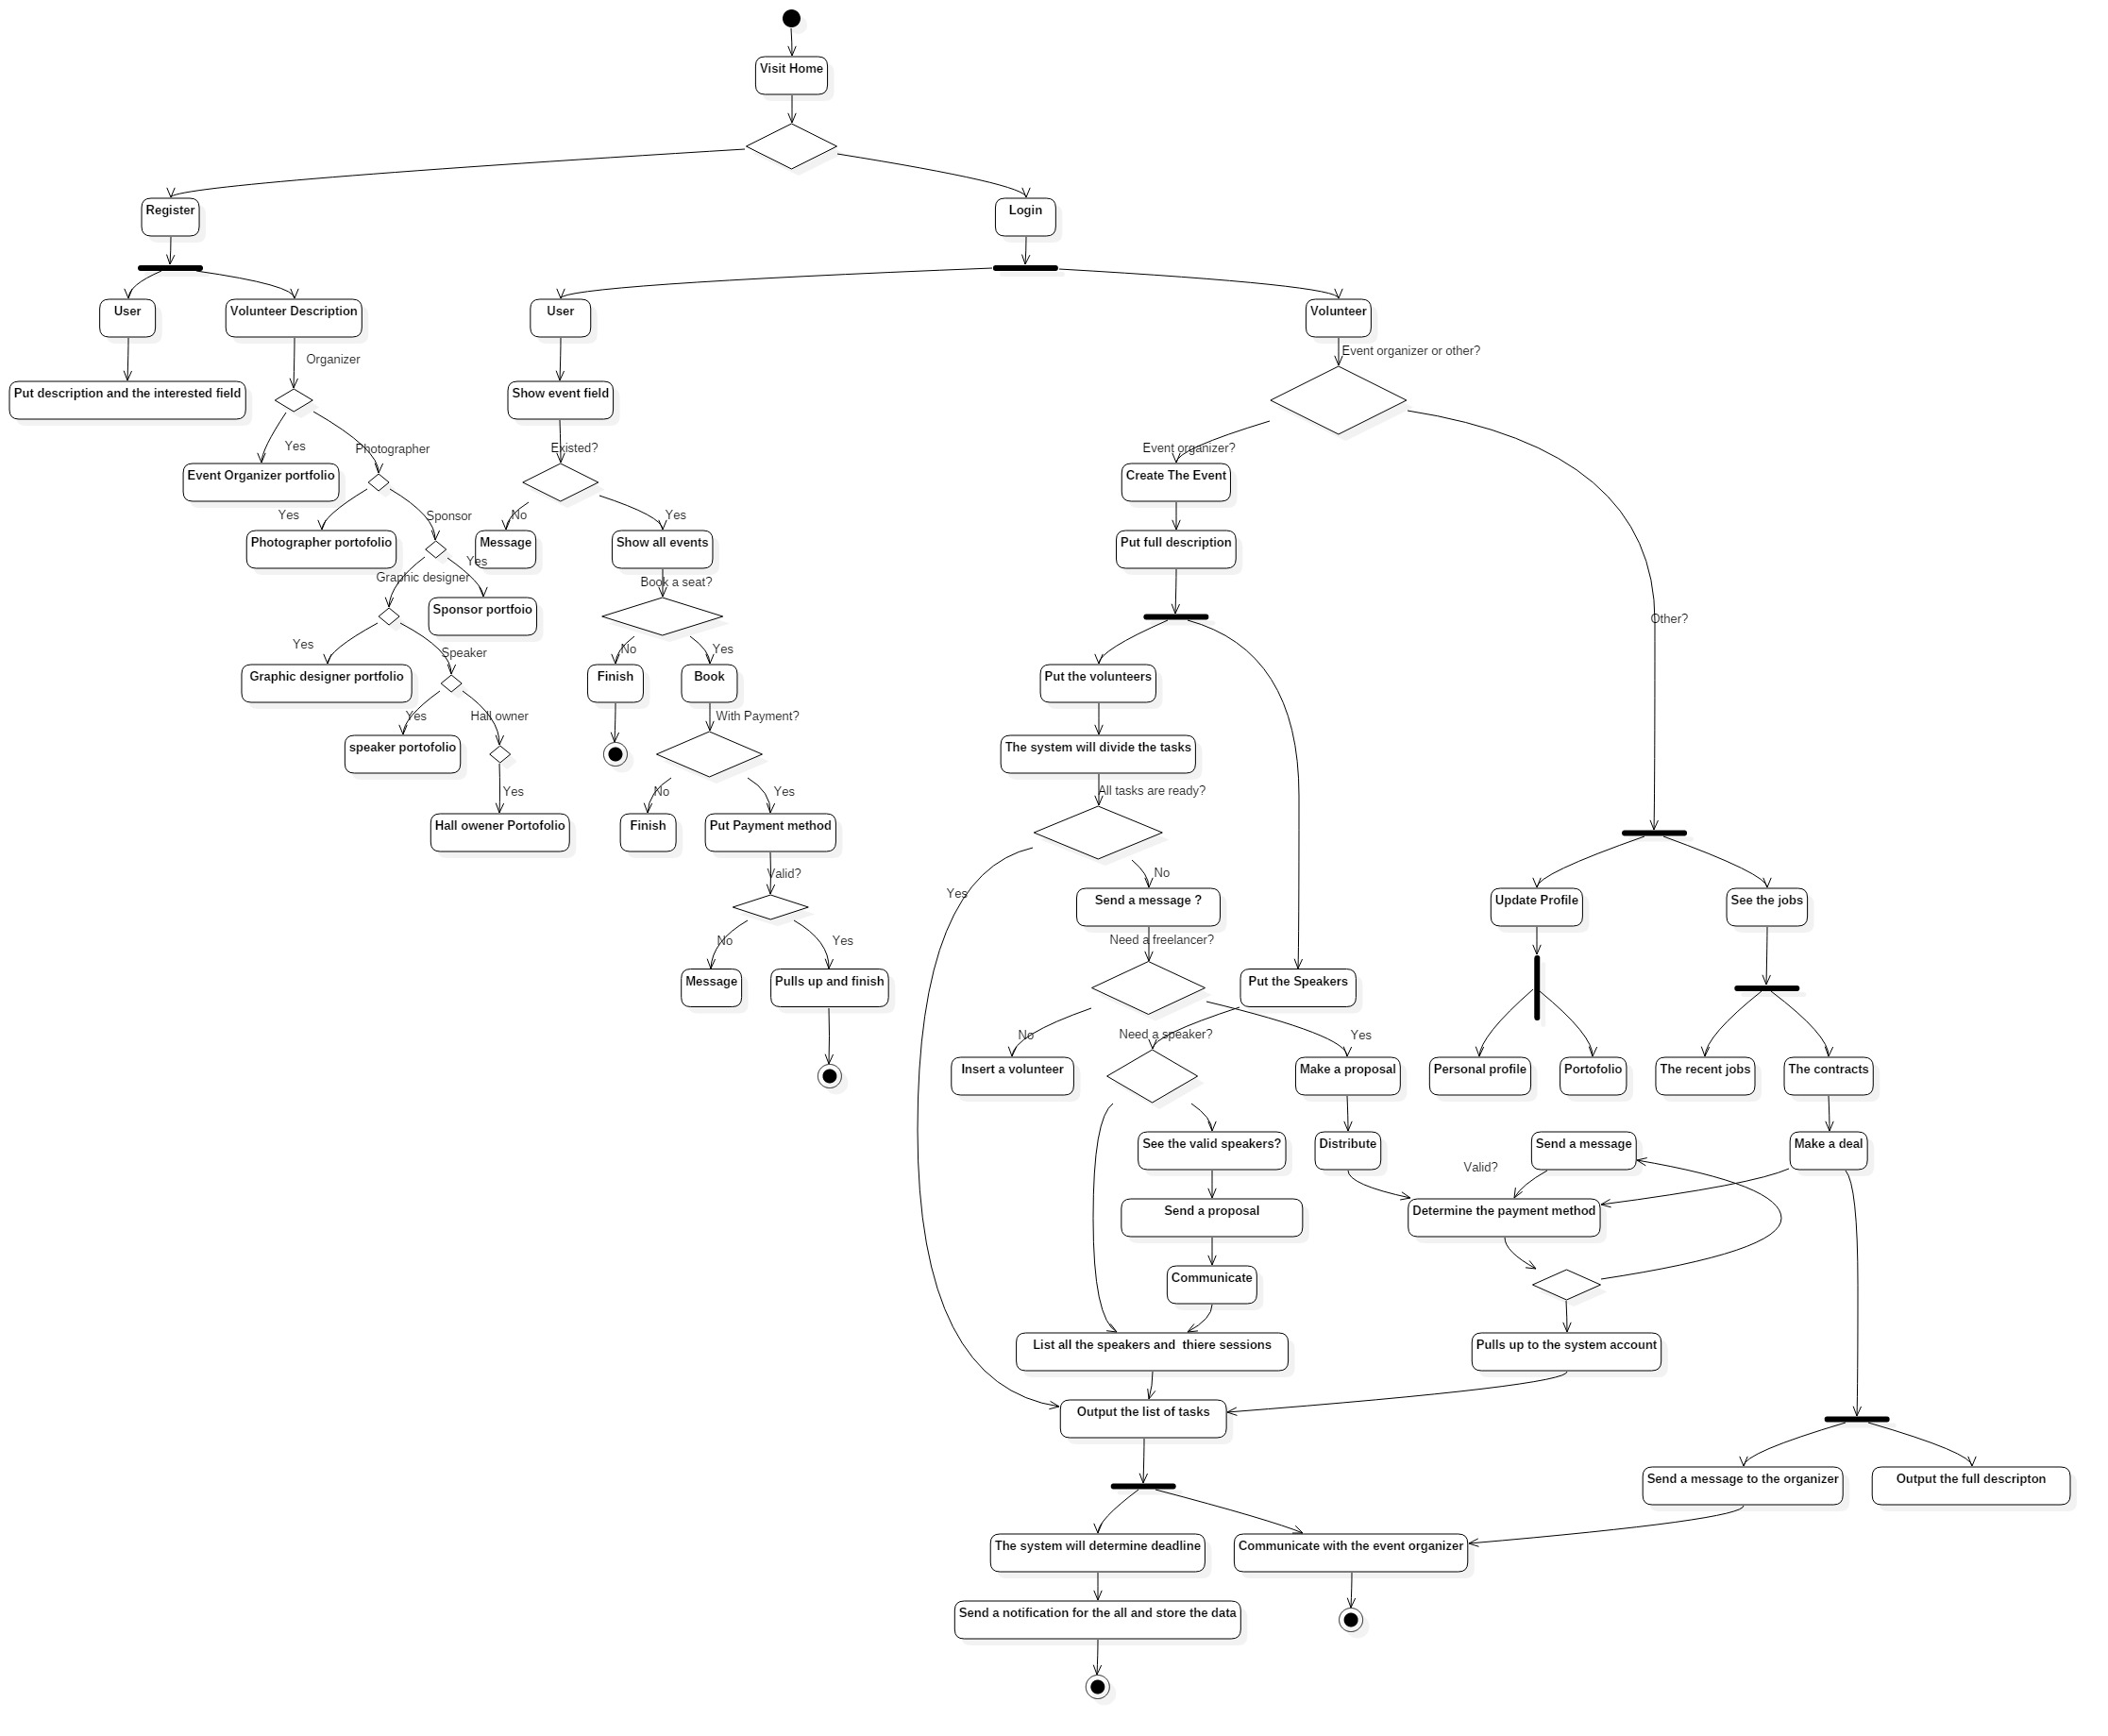 Visit Home
Register
Login
User
Volunteer Description
User
Volunteer
Organizer
Event organizer or other?
Put description and the interested field
Show event field
Yes
Photographer
Existed?
Event organizer?
Event Organizer portfolio
Create The Event
Yes
Sponsor
No
Yes
Photographer portofolio
Message
Show all events
Put full description
Yes
Graphic designer
Book a seat?
Sponsor portfoio
Other?
Yes
Speaker
No
Yes
Graphic designer portfolio
Finish
Book
Put the volunteers
Yes
Hall owner
With Payment?
speaker portofolio
The system will divide the tasks
Yes
No
Yes
All tasks are ready?
Hall owener Portofolio
Finish
Put Payment method
Valid?
No
Yes
Send a message ?
Update Profile
See the jobs
No
Yes
Need a freelancer?
Message
Pulls up and finish
Put the Speakers
No
Need a speaker?
Yes
Insert a volunteer
Make a proposal
Personal profile
Portofolio
The recent jobs
The contracts
See the valid speakers?
Distribute
Send a message
Make a deal
Valid?
Send a proposal
Determine the payment method
Communicate
List all the speakers and  thiere sessions
Pulls up to the system account
Output the list of tasks
Send a message to the organizer
Output the full descripton
The system will determine deadline
Communicate with the event organizer
Send a notification for the all and store the data